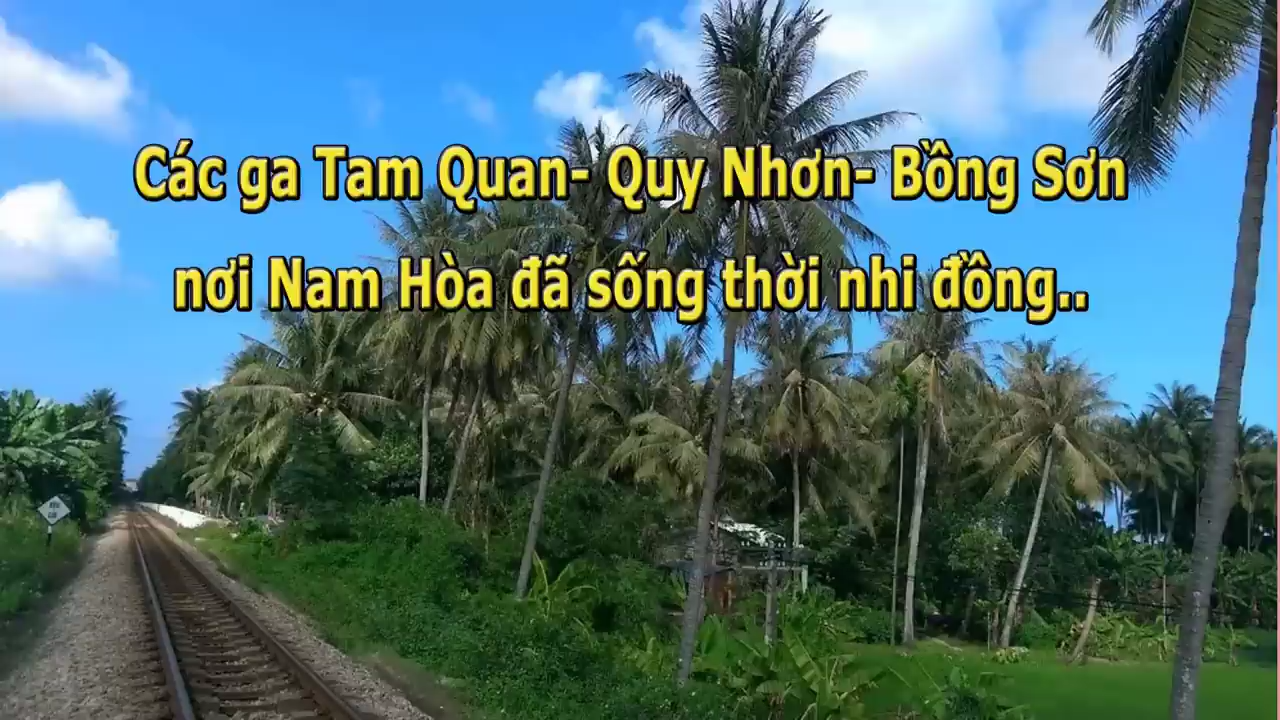 Các ga Tam Quan- Quy Nhơn- Bồng Sơn
nơi Nam Hòa đã sống thời nhi đồng..